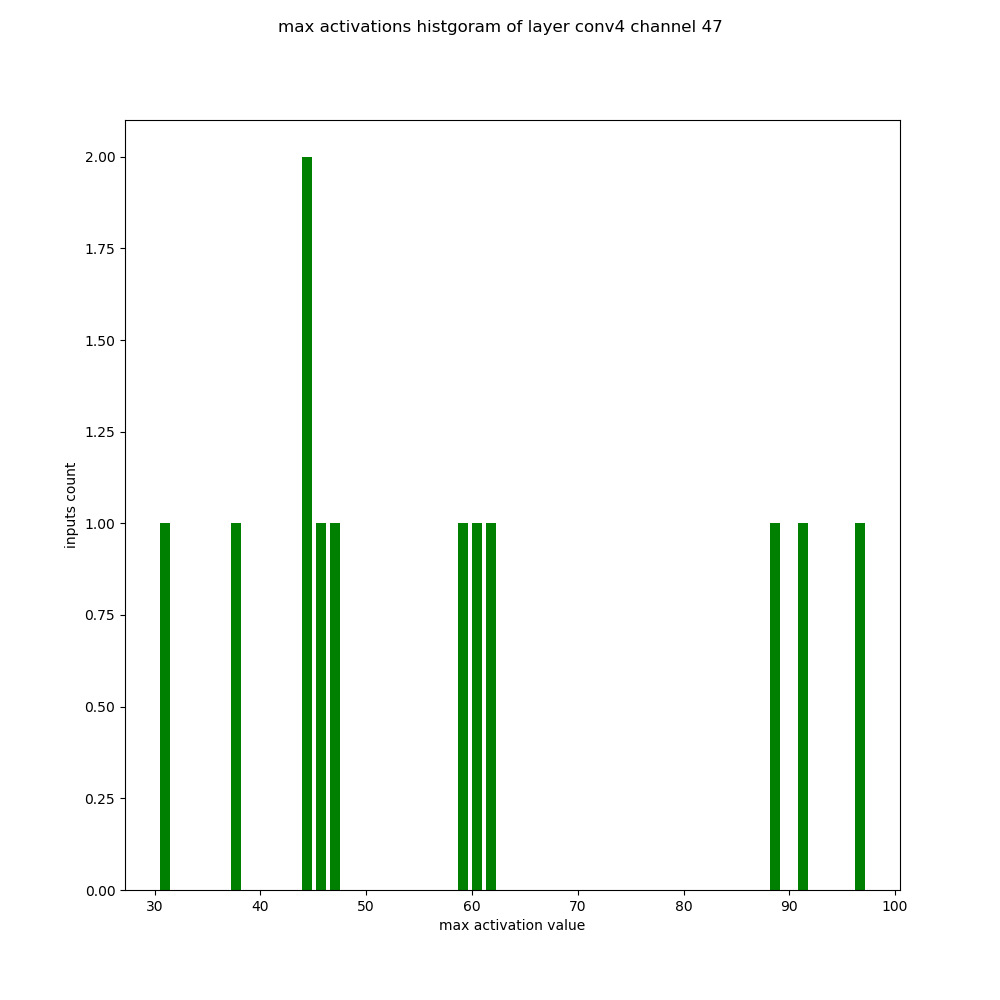 max activations histgoram of layer conv4 channel 47
2.00
1.75
1.50
1.25
1.00
0.75
0.50
0.25
0.00
inputs count
30 40 50 60 70 80 90 100
max activation value